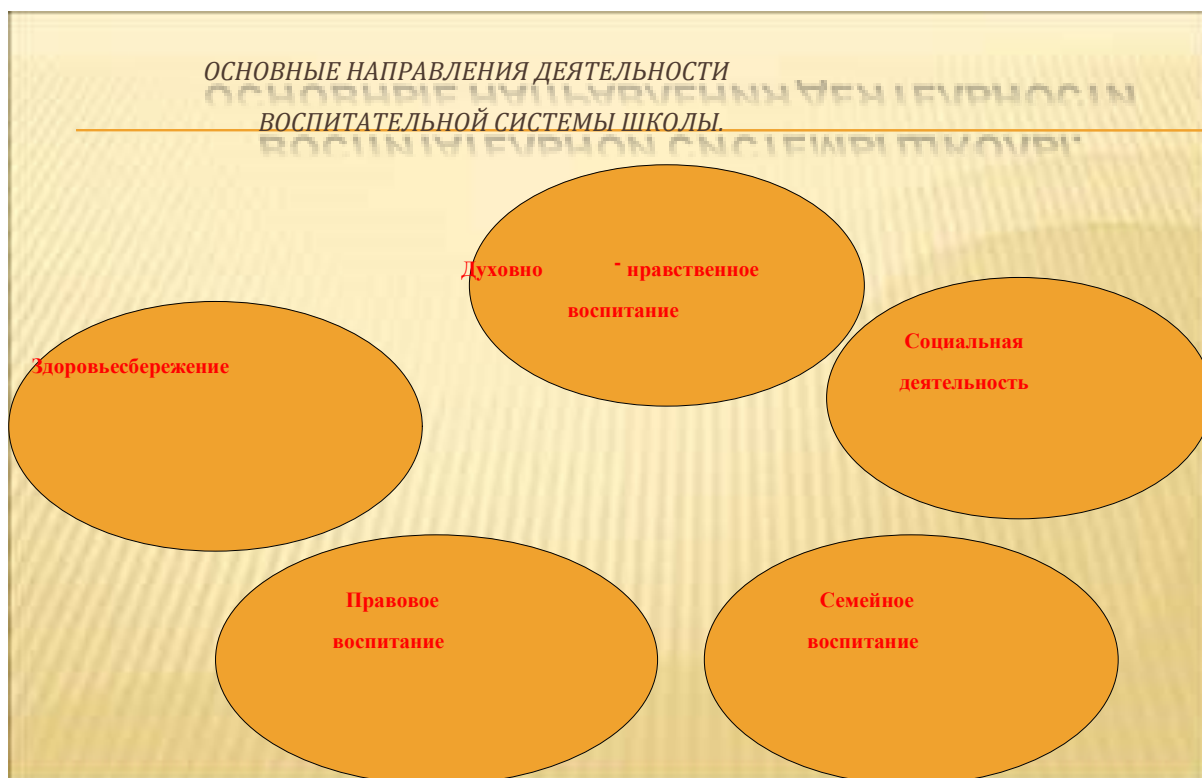 ОСНОВНЫЕ НАПРАВЛЕНИЯ ДЕЯТЕЛЬНОСТИ
ВОСПИТАТЕЛЬНОЙ СИСТЕМЫ ШКОЛЫ.
Духовно - нравственное
воспитание
Социальная
деятельность
Здоровьесбережение
Правовое
воспитание
Семейное
воспитание